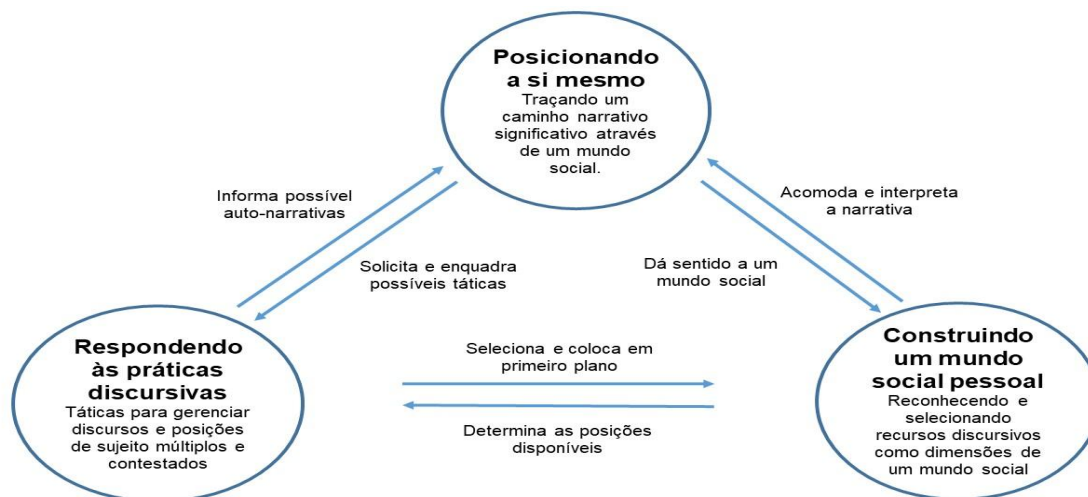 Posicionando
a si mesmo
Traçando um
caminho narrativo
significativo através
de um mundo
social.
Informa possível
auto-narrativas
Acomoda e interpreta
a narrativa
Solicita e enquadra
possíveis táticas
Dá sentido a um
mundo social
Respondendo
às práticas
discursivas
Táticas para gerenciar
discursos e posições
de sujeito múltiplos e
contestados
Seleciona e coloca em
primeiro plano
Determina as posições
disponíveis
Construindo
um mundo
social pessoal
Reconhecendo e
selecionando
recursos discursivos
como dimensões de
um mundo social